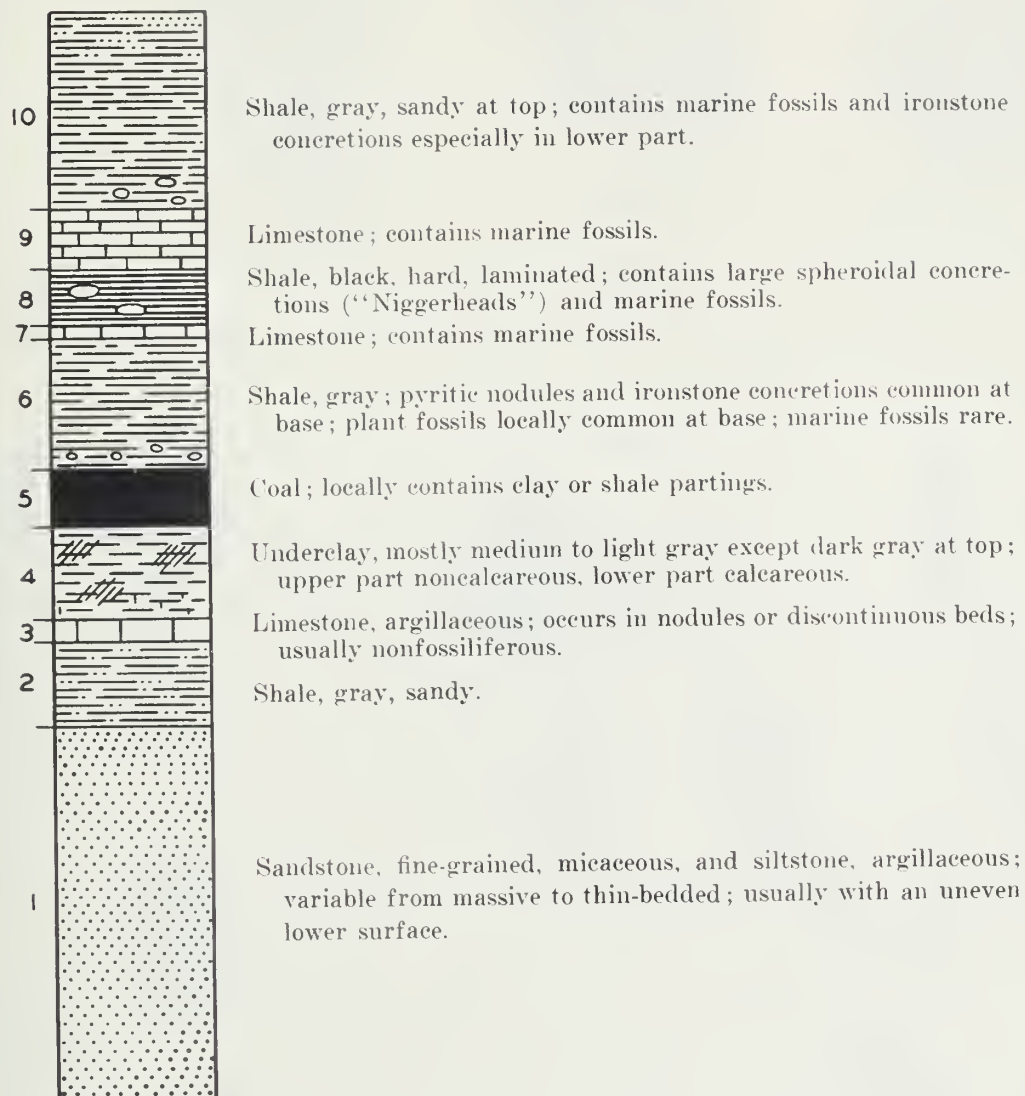 10
Shale, gray, sandy at top; contains marine fossils and ironstone
concretions especially in lower part.
9
Limestone; contains marine fossils.
8
Shale, black, hard, laminated; contains large spheroidal concre-
tions (“Niggerheads”) and marine fossils.
7
Limestone; contains marine fossils.
6
Shale, gray; pyritic nodules and ironstone concretions common at
base; plant fossils locally common at base; marine fossils rare.
5
Coal; locally contains clay or shale partings.
4
Underclay, mostly medium to light gray except dark gray at top;
upper part noncalcareous, lower part calcareous.
3
Limestone, argillaceous; occurs in nodules or discontinuous beds;
usually nonfossiliferous.
2
Shale, gray, sandy.
1
Sandstone, fine-grained, micaceous, and siltstone, argillaceous;
variable from massive to thin-bedded; usually with an uneven
lower surface.